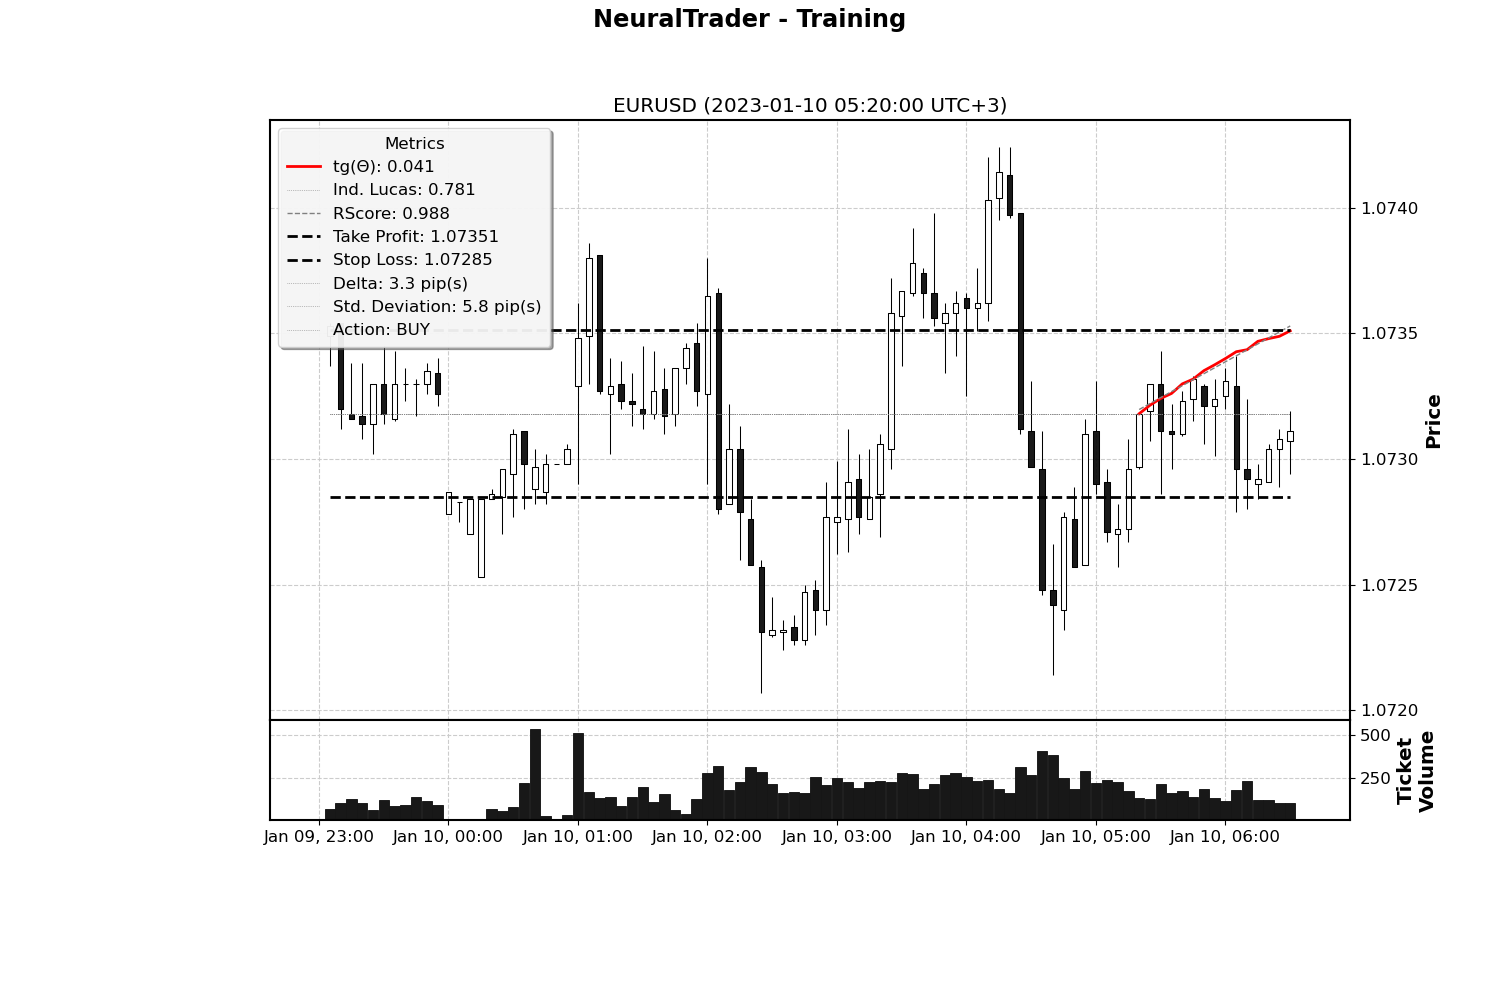 NeuralTrader - Training
EURUSD (2023-01-10 05:20:00 UTC+3)
Metrics
tg(Θ): 0.041
Ind. Lucas: 0.781
RScore: 0.988
Take Profit: 1.07351
Stop Loss: 1.07285
Delta: 3.3 pip(s)
Std. Deviation: 5.8 pip(s)
Action: BUY
1.0740
1.0735
1.0730
1.0725
1.0720
Price
500
250
Ticket
Volume
Jan 09, 23:00
Jan 10, 00:00
Jan 10, 01:00
Jan 10, 02:00
Jan 10, 03:00
Jan 10, 04:00
Jan 10, 05:00
Jan 10, 06:00